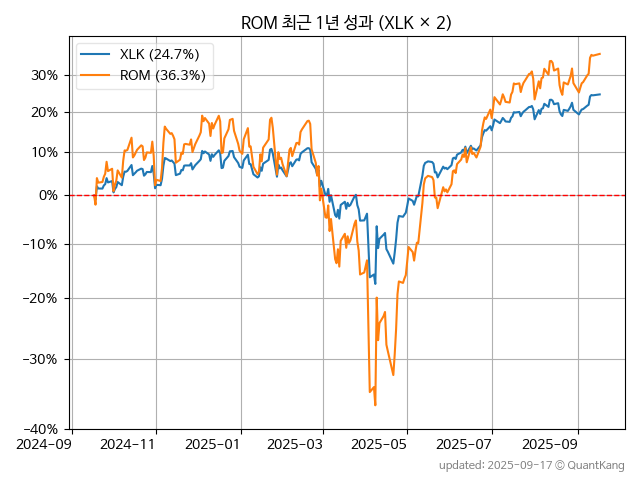 ROM 최근 1년 성과 (XLK × 2)
XLK (24.7%)
ROM (36.3%)
30%
20%
10%
0%
−10%
−20%
−30%
−40%
2024-09 2024-11 2025-01 2025-03 2025-05 2025-07 2025-09
updated: 2025-09-17 © QuantKang